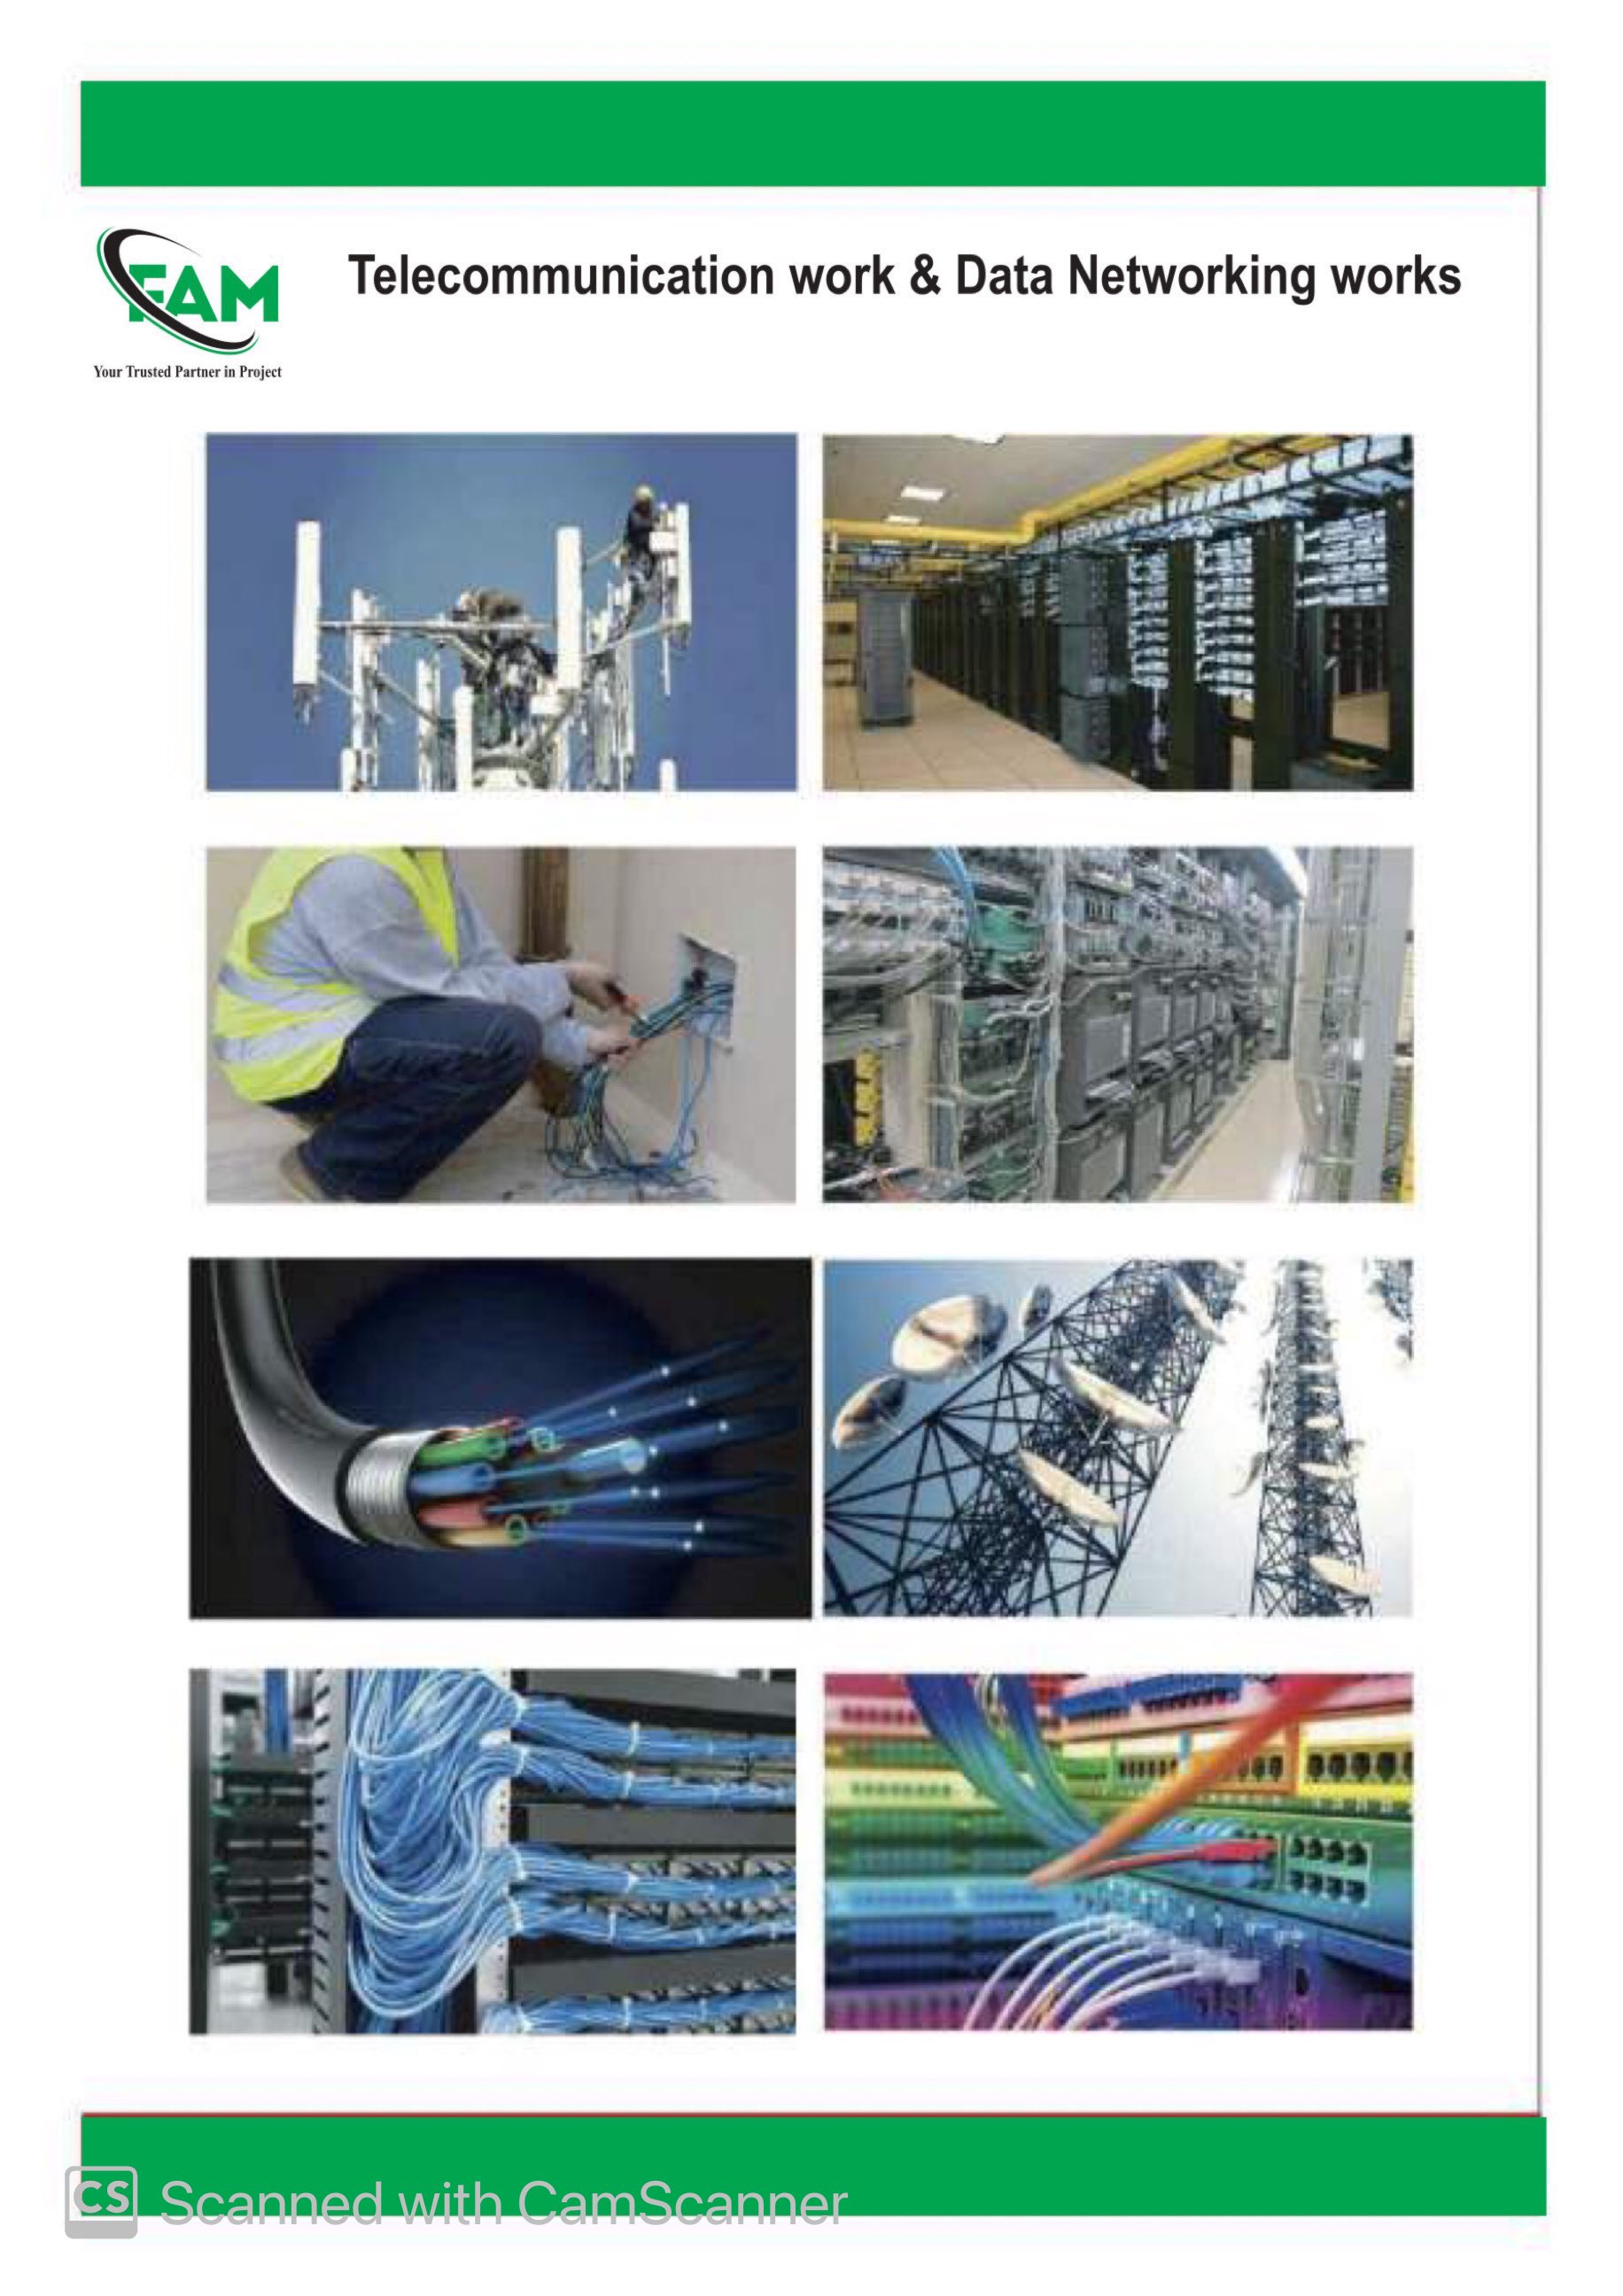 FAM
Telecommunication work & Data Networking works
Your Trusted Partner in Project
CS Scanned with CamScanner